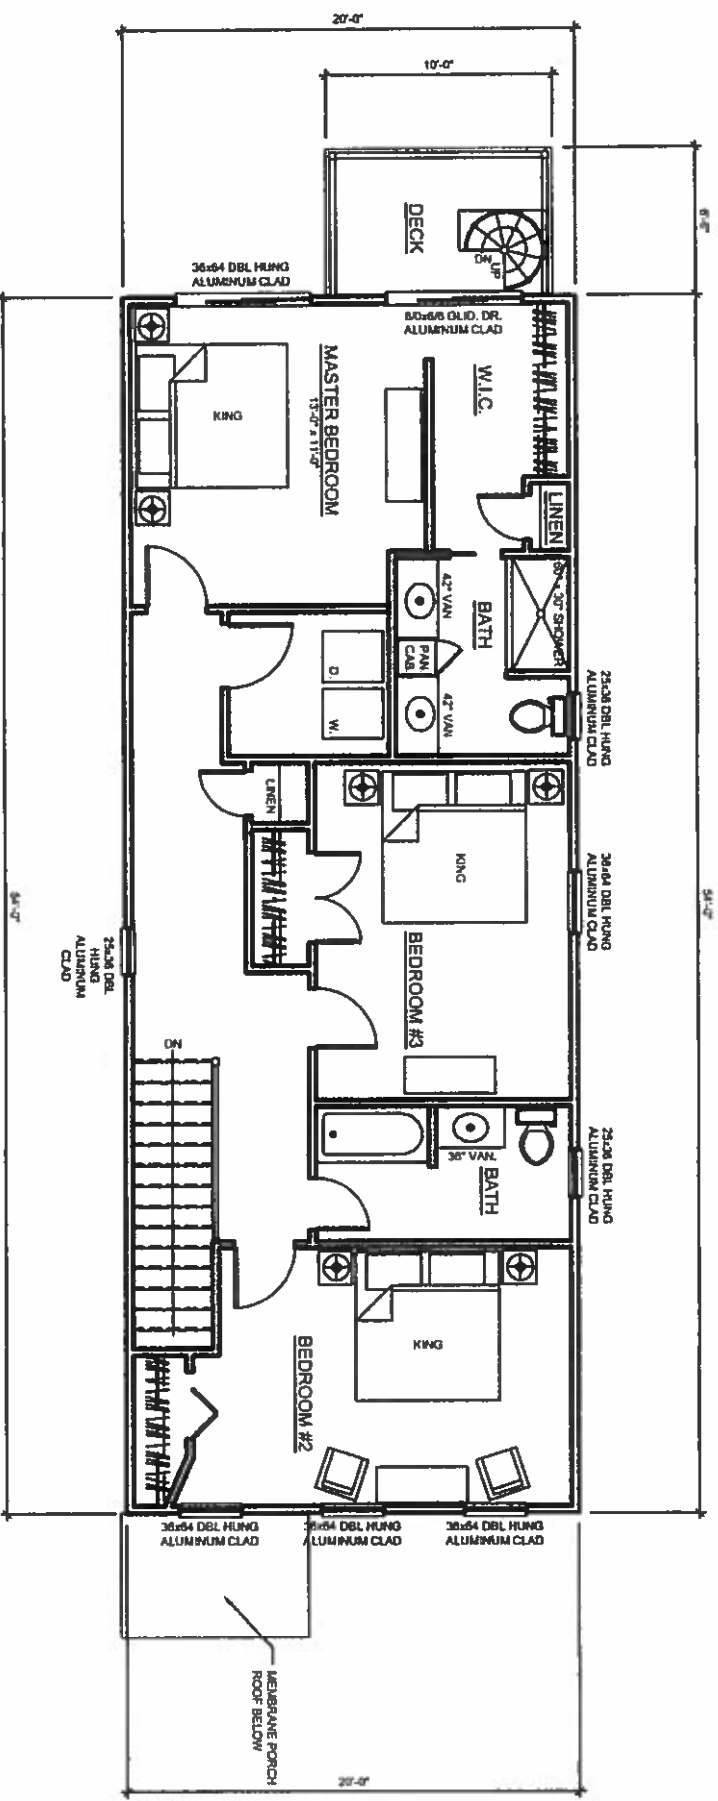 20'-0"
10'-0"
6'-0"
DECK
DN
UP
36x64 DBL HUNG
ALUMINUM CLAD
6/0x6/8 GLID. DR.
ALUMINUM CLAD
MASTER BEDROOM
13'-0" x 11'-0"
KING
W.I.C.
LINEN
60" x 30" SHOWER
BATH
42" VAN
PAN.
CAB.
42" VAN
25x36 DBL HUNG
ALUMINUM CLAD
D.
W.
LINEN
KING
BEDROOM #3
36x64 DBL HUNG
ALUMINUM CLAD
54'-0"
54'-0"
25x36 DBL
HUNG
ALUMINUM
CLAD
DN
36" VAN.
BATH
25x36 DBL HUNG
ALUMINUM CLAD
KING
BEDROOM #2
36x64 DBL HUNG
ALUMINUM CLAD
36x64 DBL HUNG
ALUMINUM CLAD
36x64 DBL HUNG
ALUMINUM CLAD
MEMBRANE PORCH
ROOF BELOW
20'-0"